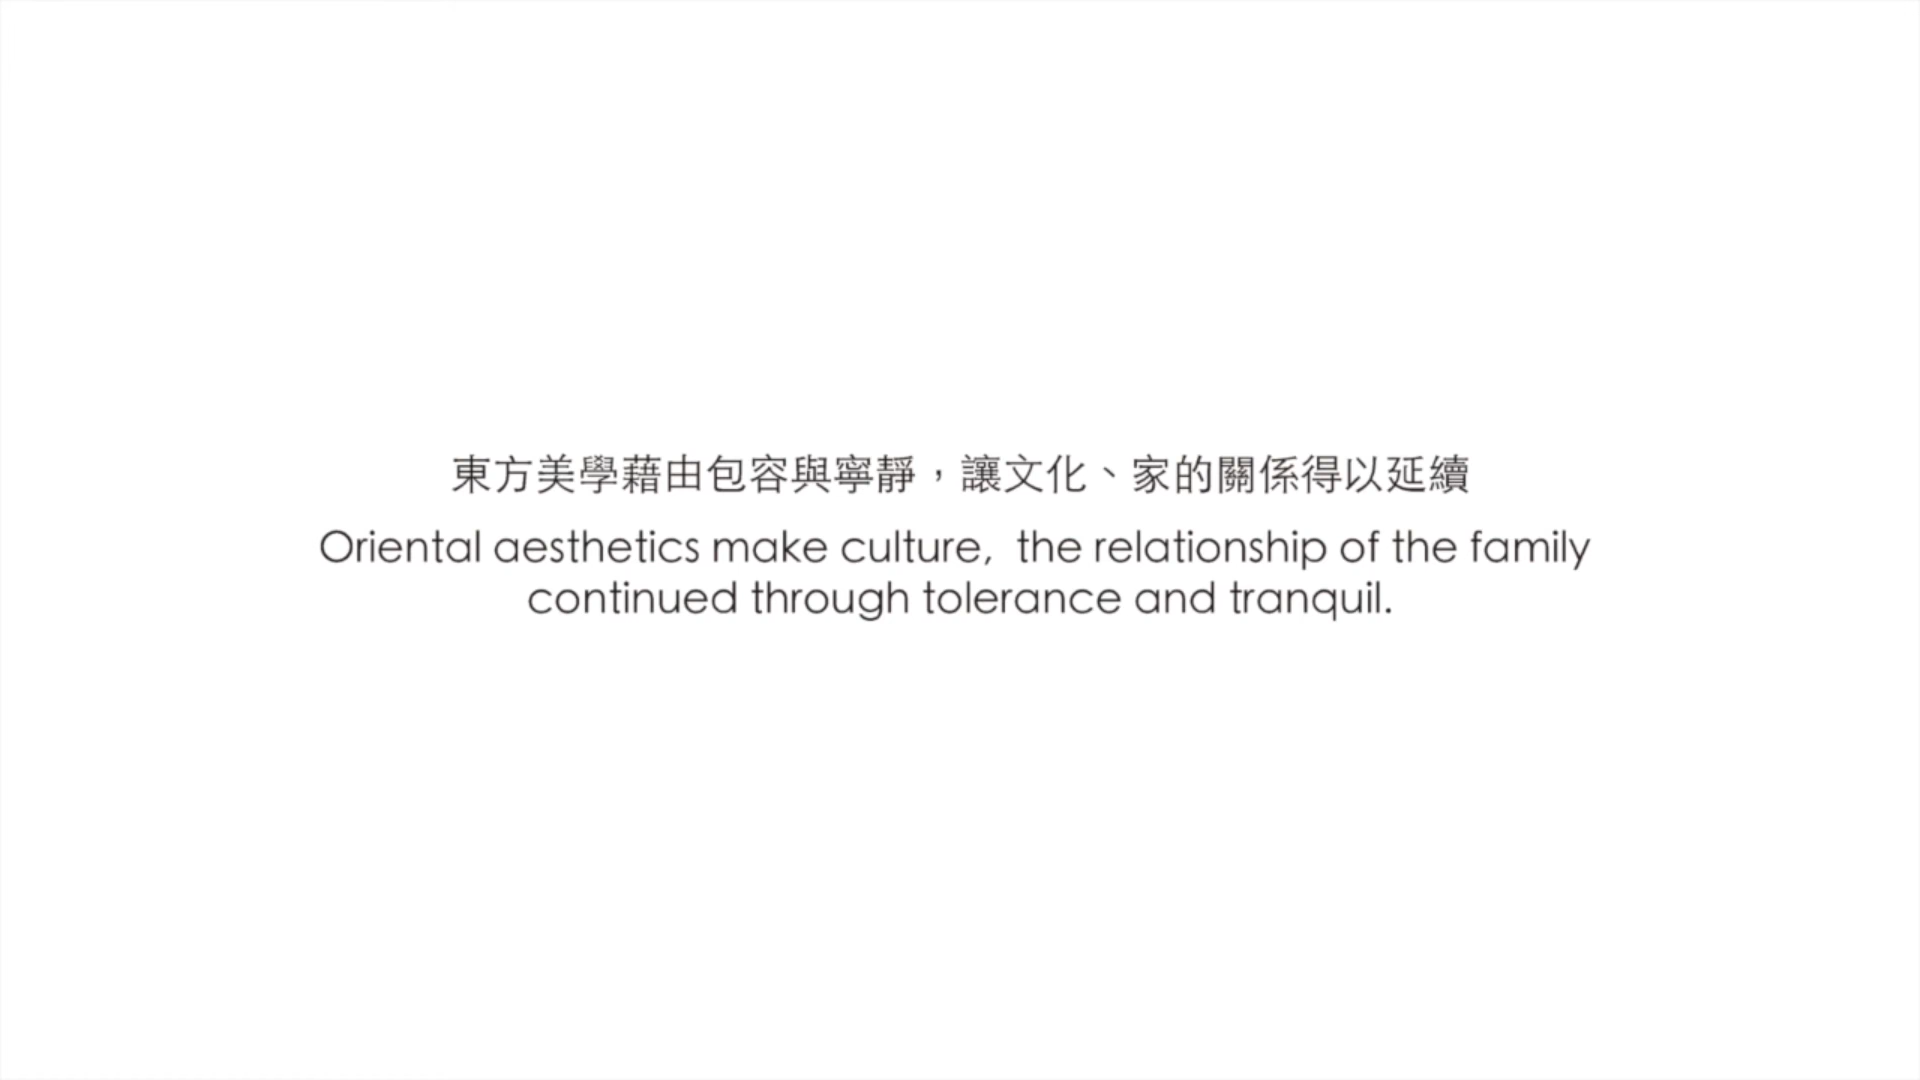 東方美學藉由包容與寧靜，讓文化、家的關係得以延續
Oriental aesthetics make culture,  the relationship of the family
continued through tolerance and tranquil.